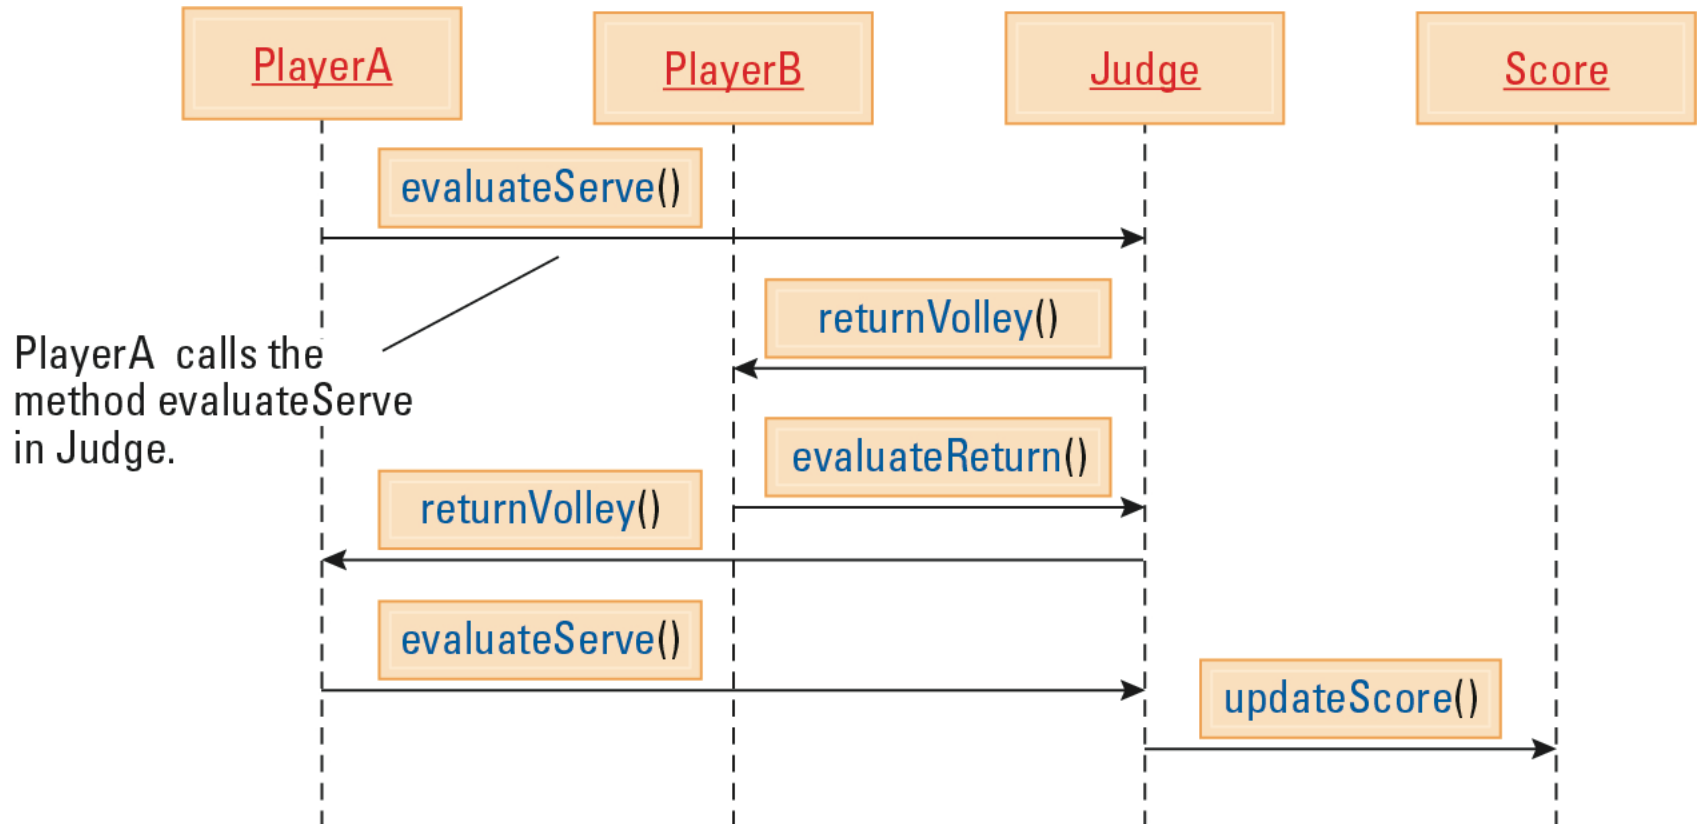 PlayerA
PlayerB
Judge
Score
evaluateServe()
returnVolley()
PlayerA calls the
method evaluateServe
in Judge.
evaluateReturn()
returnVolley()
evaluateServe()
updateScore()